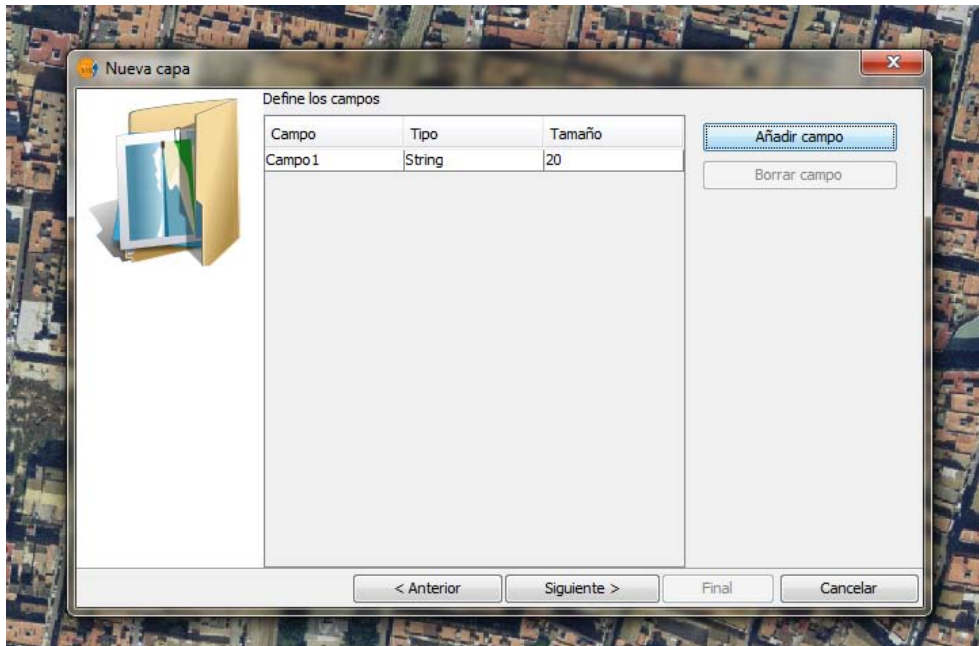 Nueva capa
Define los campos
Campo Tipo Tamaño
Campo1 String 20
Añadir campo
Borrar campo
< Anterior Siguiente > Final Cancelar